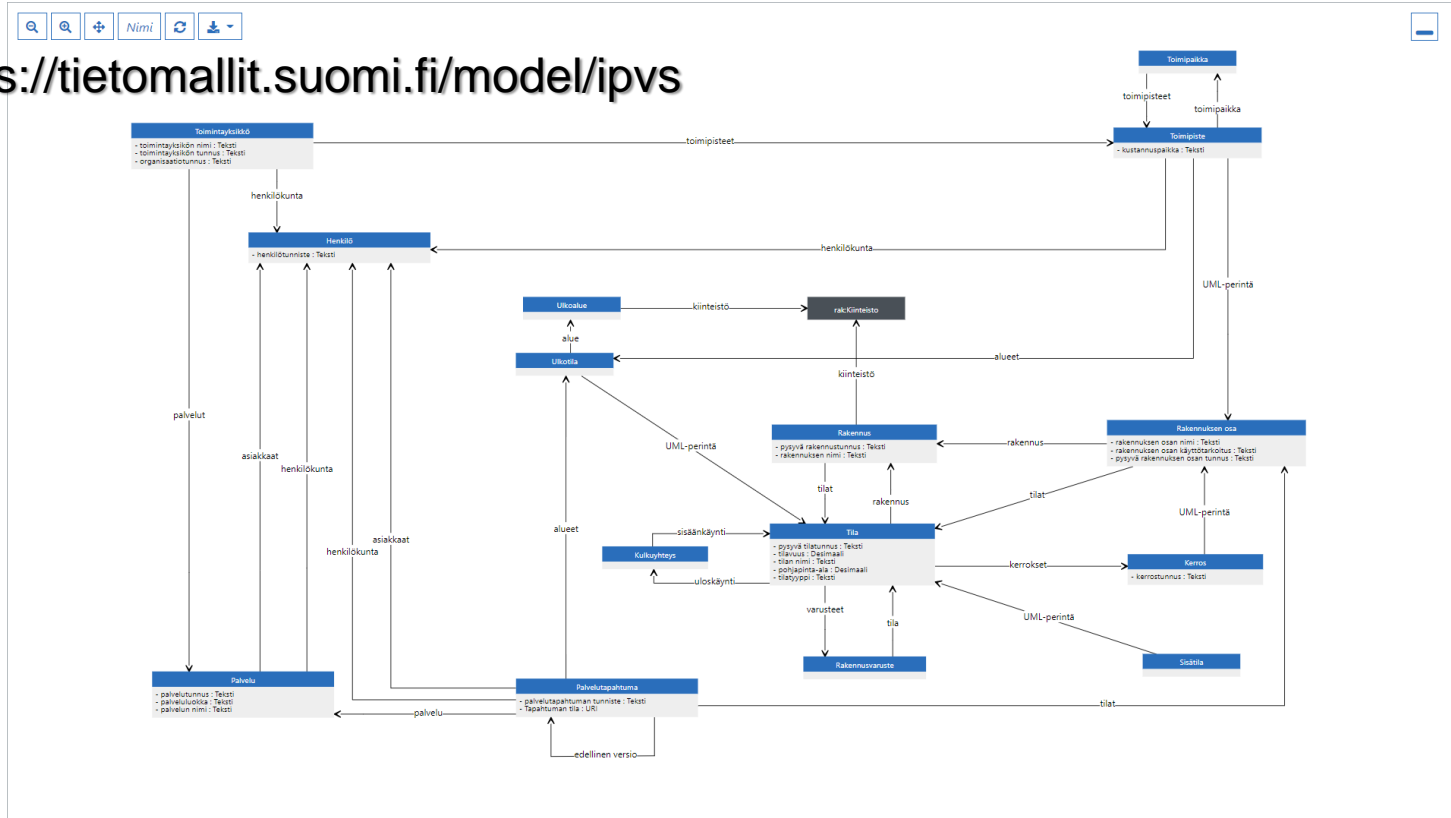 Nimi
s://tietomallit.suomi.fi/model/ipvs
Toimipaikka
toimipisteet
toimipaikka
Toimintayksikkö
- toimintayksikön nimi : Teksti
- toimintayksikön tunnus : Teksti
- organisaatiotunnus : Teksti
toimipisteet
Toimipiste
- kustannuspaikka : Teksti
henkilökunta
Henkilö
- henkilötunniste : Teksti
henkilökunta
UML-perintä
Ulkoalue
kiinteistö
rak:Kiinteisto
alue
Ulkotila
alueet
kiinteistö
palvelut
Rakennus
- pysyvä rakennustunnus : Teksti
- rakennuksen nimi : Teksti
rakennus
Rakennuksen osa
- rakennuksen osan nimi : Teksti
- rakennuksen osan käyttötarkoitus : Teksti
- pysyvä rakennuksen osan tunnus : Teksti
UML-perintä
asiakkaat
henkilökunta
tilat
rakennus
tilat
UML-perintä
alueet
asiakkaat
henkilökunta
sisäänkäynti
Kulkuyhteys
uloskäynti
Tila
- pysyvä tilatunnus : Teksti
- tilavuus : Desimaali
- tilan nimi : Teksti
- pohjapinta-ala : Desimaali
- tilatyyppi : Teksti
kerrokset
Kerros
- kerrostunnus : Teksti
varusteet
tila
UML-perintä
Rakennusvaruste
Sisätila
Palvelu
- palvelutunnus : Teksti
- palveluluokka : Teksti
- palvelun nimi : Teksti
Palvelutapahtuma
- palvelutapahtuman tunniste : Teksti
- Tapahtuman tila : URI
palvelu
tilat
edellinen versio